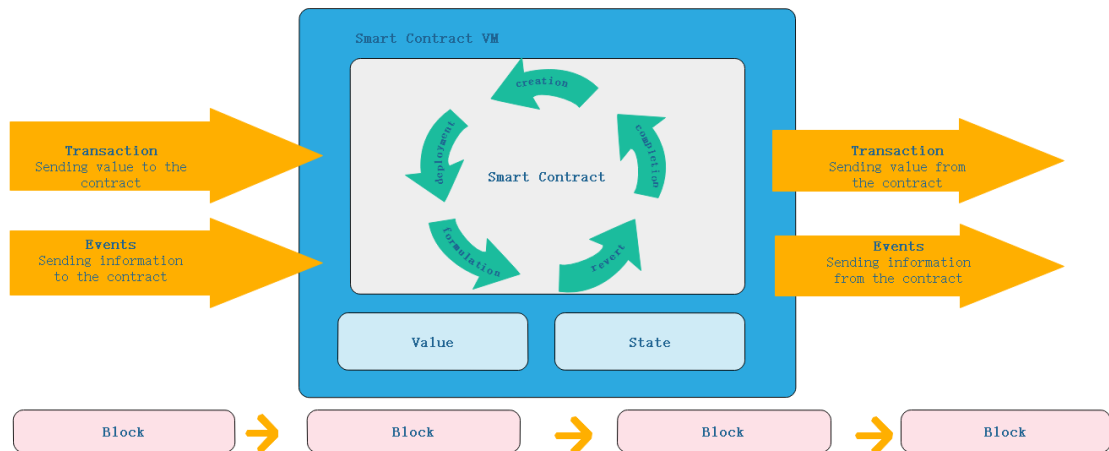 Smart Contract VM
creation
completion
deployment
Smart Contract
formulation
revert
Transaction
Sending value to the
contract
Events
Sending information
to the contract
Transaction
Sending value from
the contract
Events
Sending information
from the contract
Value
State
Block
Block
Block
Block